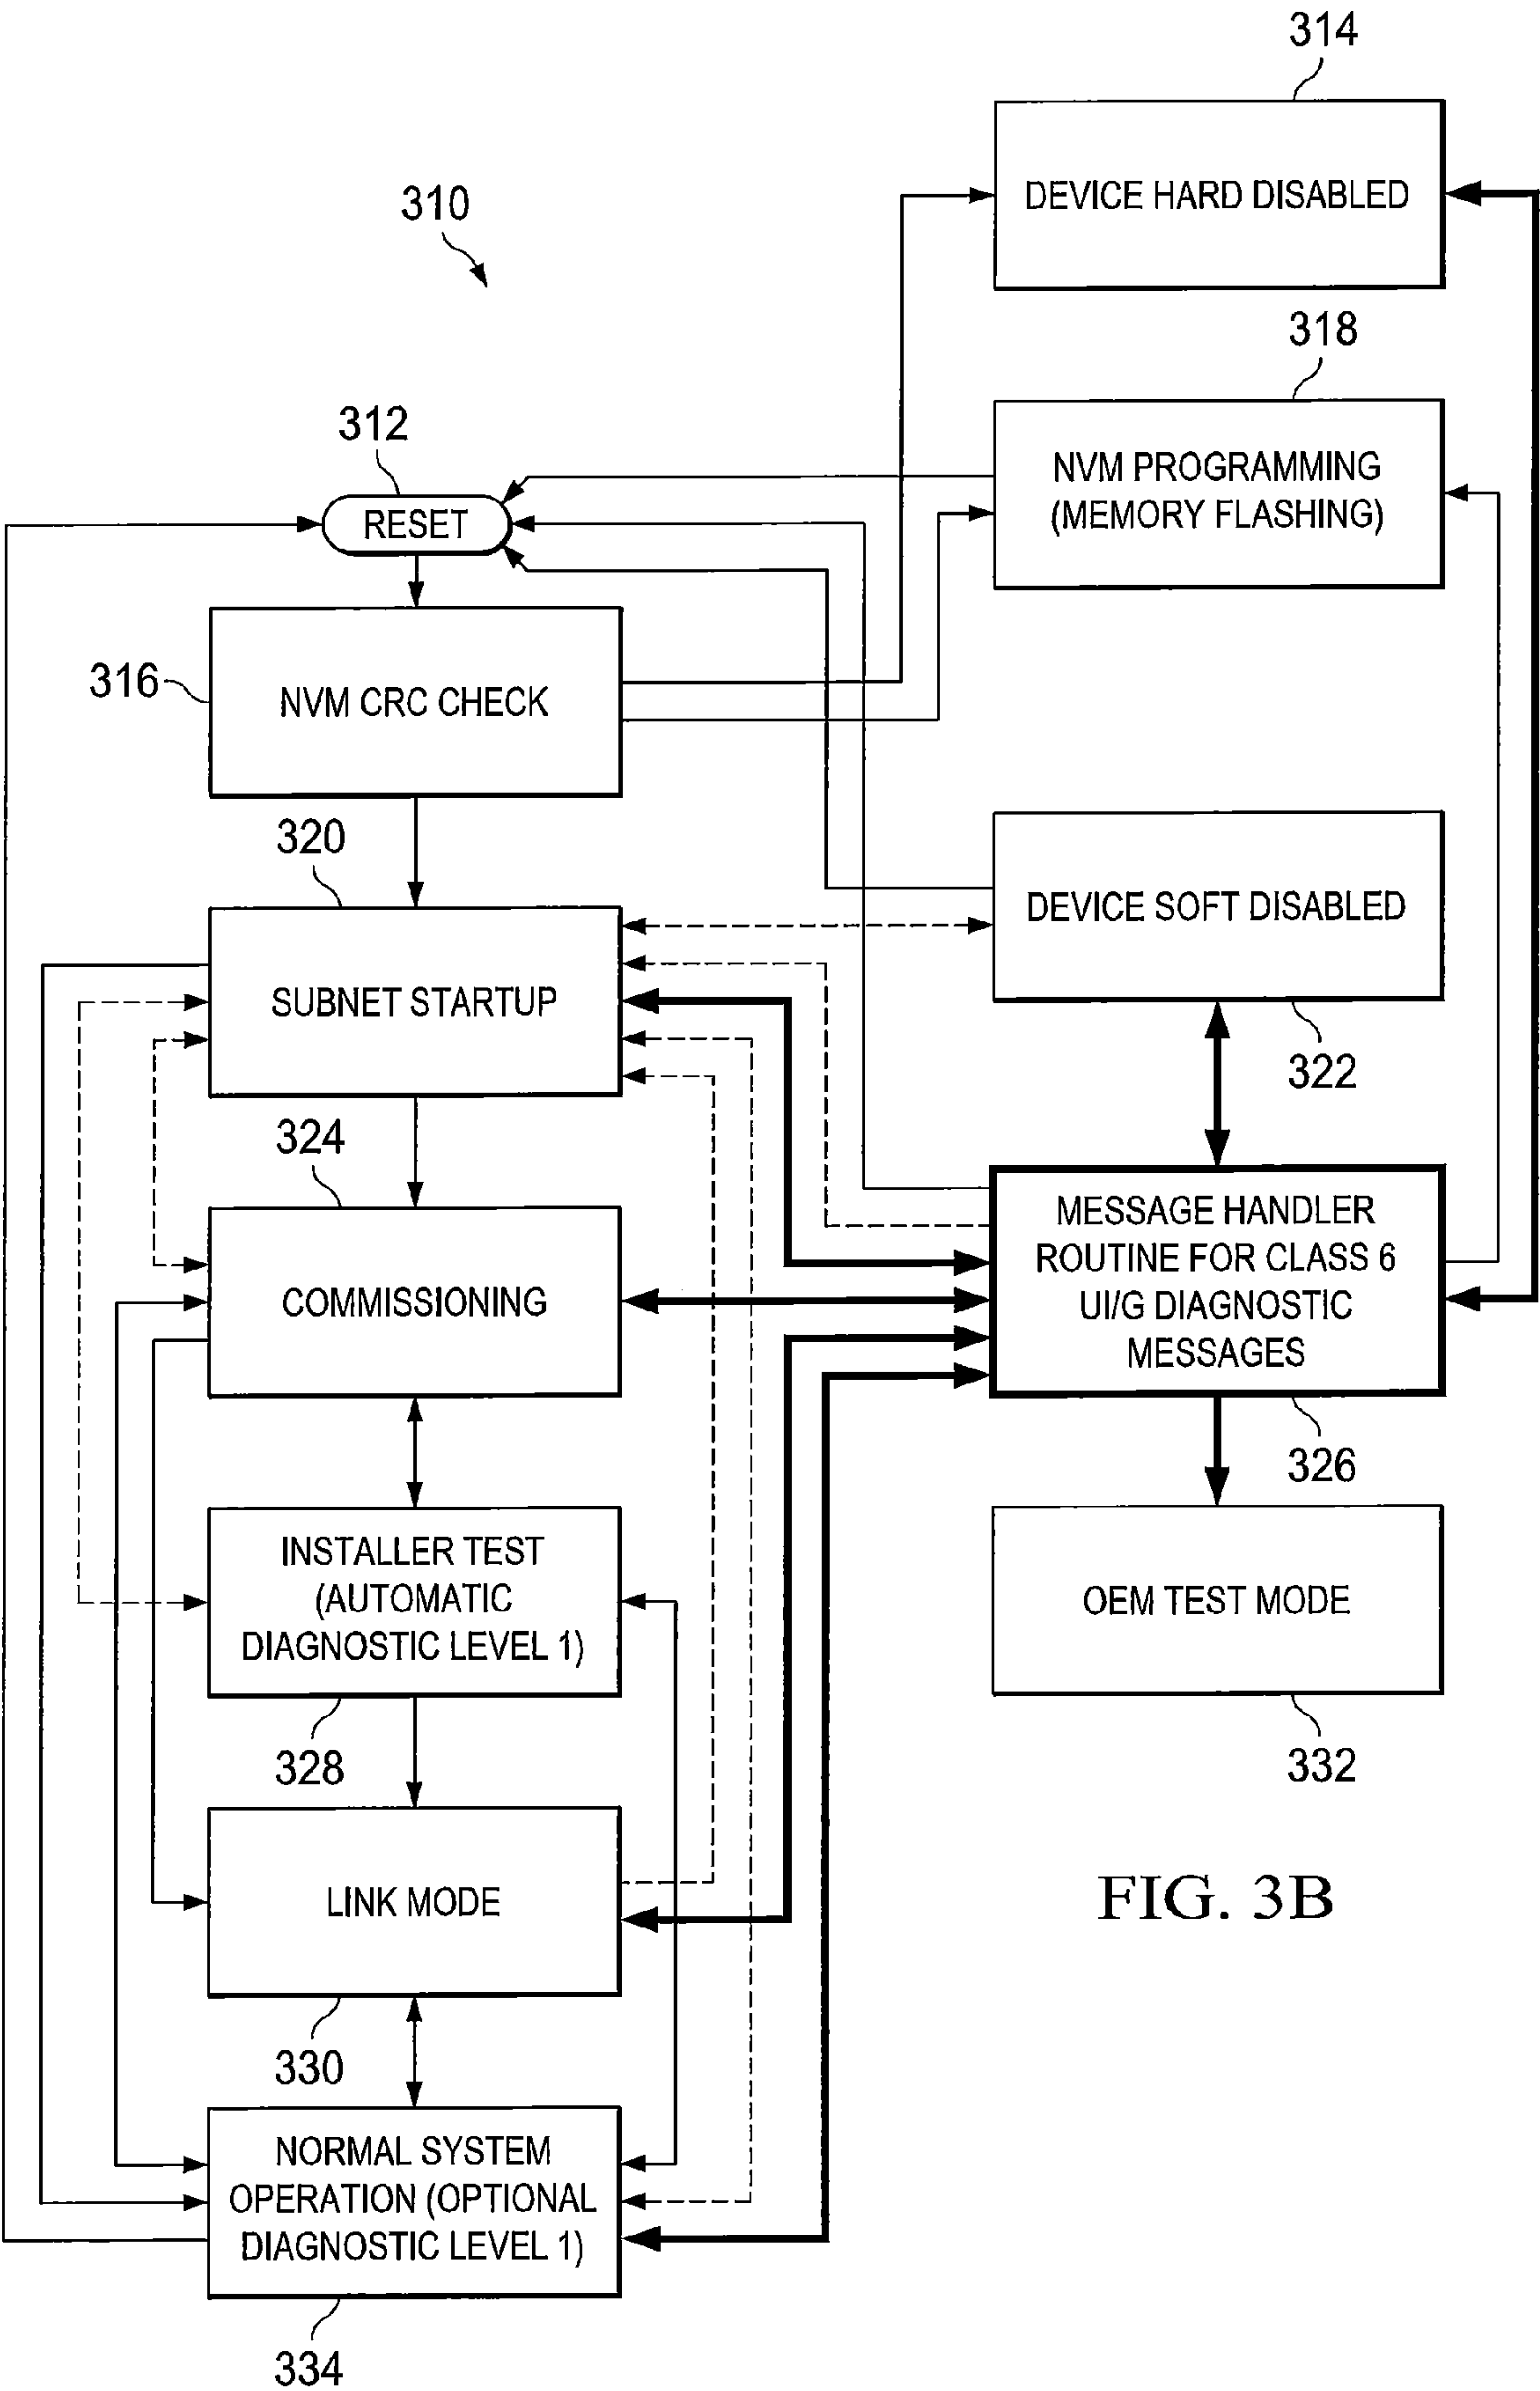 314
DEVICE HARD DISABLED
310
318
NVM PROGRAMMING
(MEMORY FLASHING)
312
RESET
316
NVM CRC CHECK
320
DEVICE SOFT DISABLED
SUBNET STARTUP
322
324
MESSAGE HANDLER
ROUTINE FOR CLASS 6
UI/G DIAGNOSTIC
MESSAGES
COMMISSIONING
326
INSTALLER TEST
(AUTOMATIC
DIAGNOSTIC LEVEL 1)
OEM TEST MODE
328
332
LINK MODE
FIG. 3B
330
NORMAL SYSTEM
OPERATION (OPTIONAL
DIAGNOSTIC LEVEL 1)
334